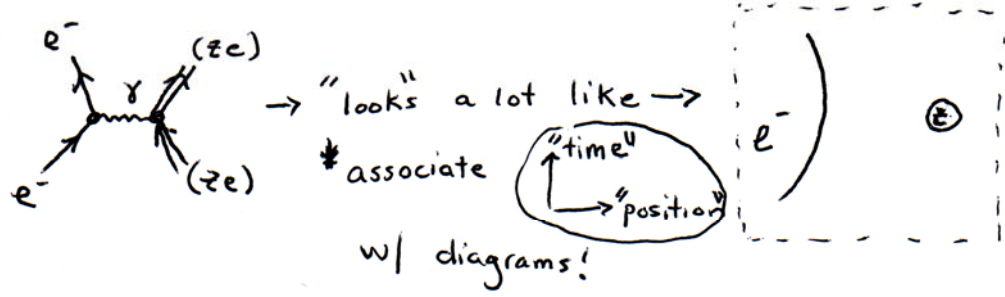 e⁻ (ze)
γ → "looks" a lot like →
e⁻ z
* associate "time"
"position"
e⁻ (ze)
w/ diagrams!